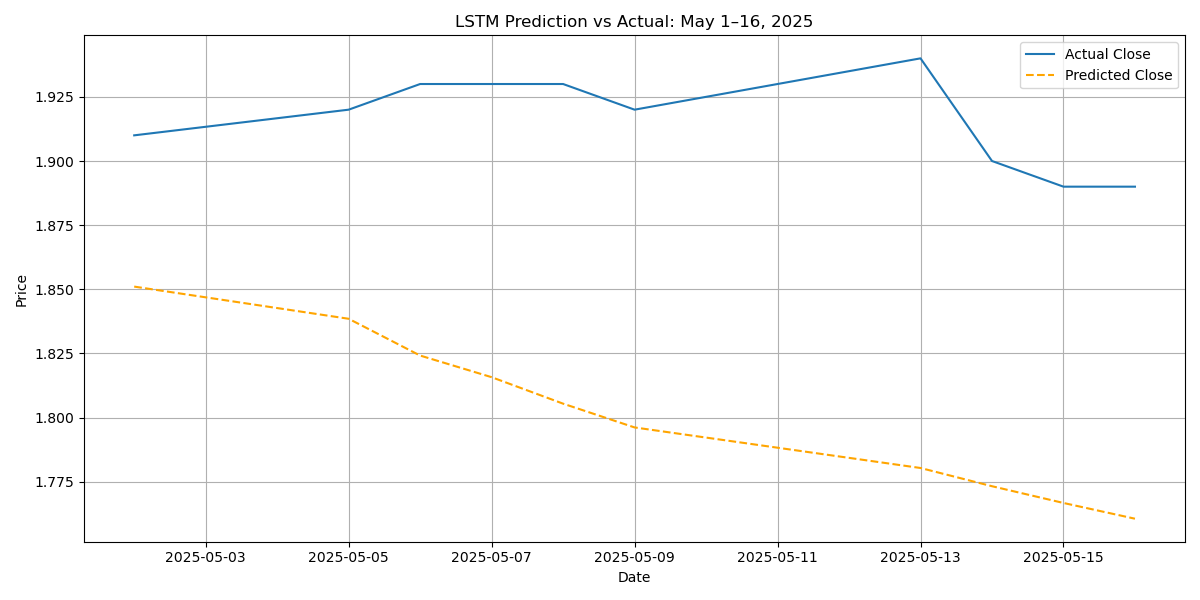 LSTM Prediction vs Actual: May 1–16, 2025
Actual Close
Predicted Close
Price
1.925
1.900
1.875
1.850
1.825
1.800
1.775
2025-05-03
2025-05-05
2025-05-07
2025-05-09
2025-05-11
2025-05-13
2025-05-15
Date